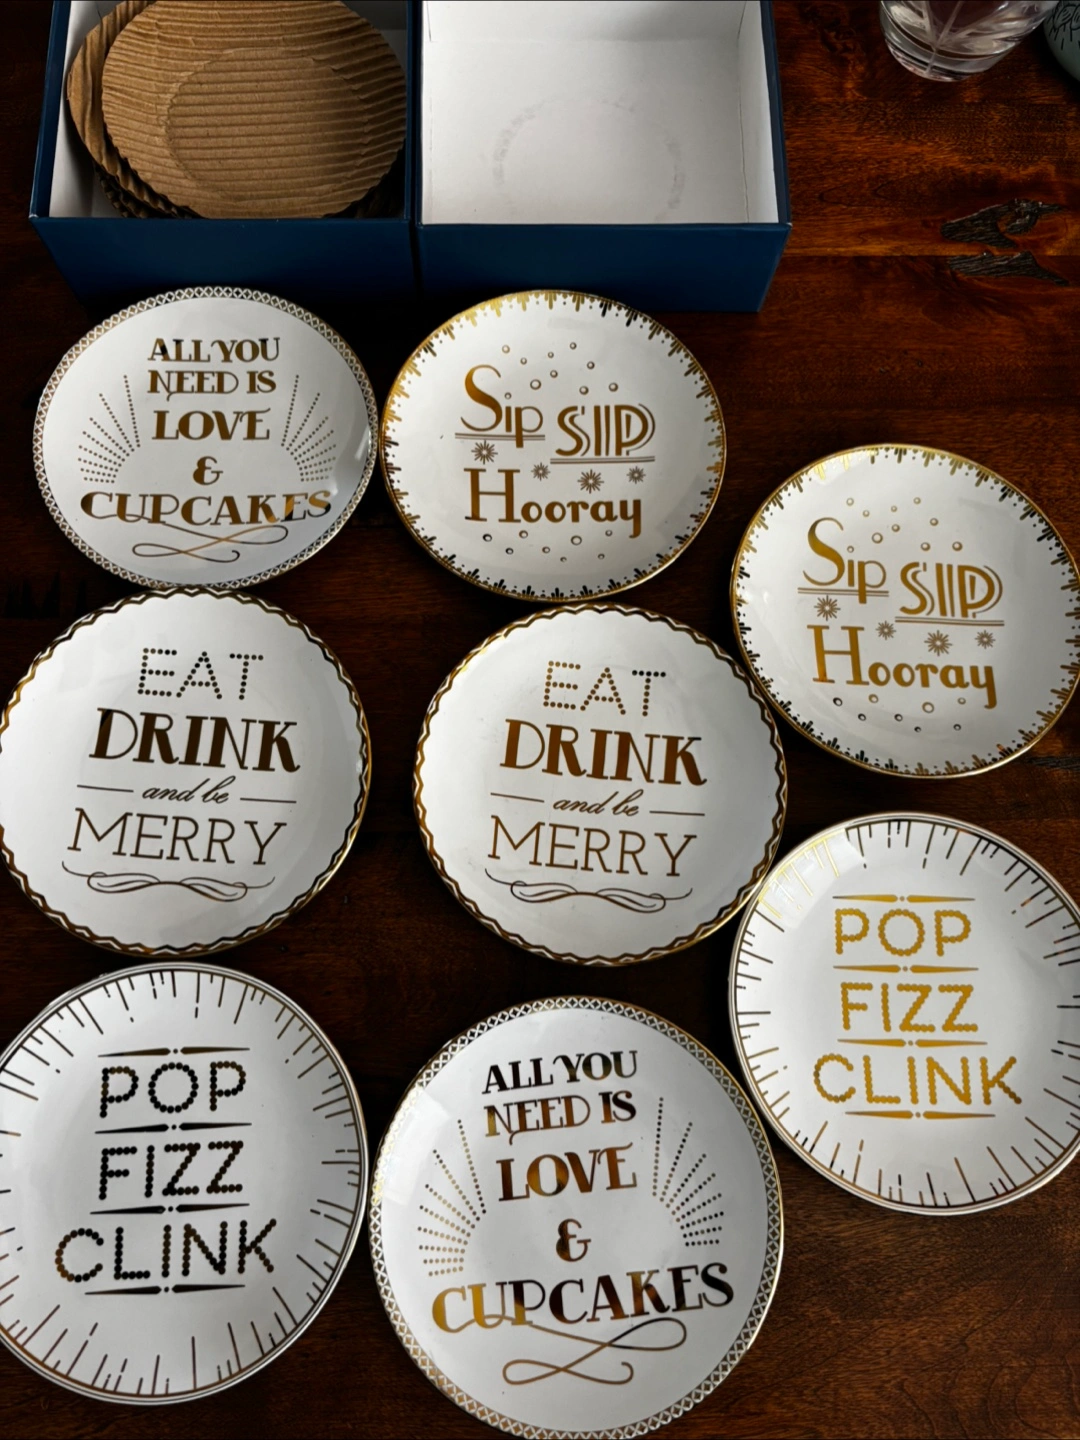 ALL YOU
NEED IS
LOVE
&
CUPCAKES
Sip SIP
Hooray
Sip SIP
Hooray
EAT
DRINK
and be
MERRY
EAT
DRINK
and be
MERRY
POP
FIZZ
CLINK
POP
FIZZ
CLINK
ALL YOU
NEED IS
LOVE
&
CUPCAKES